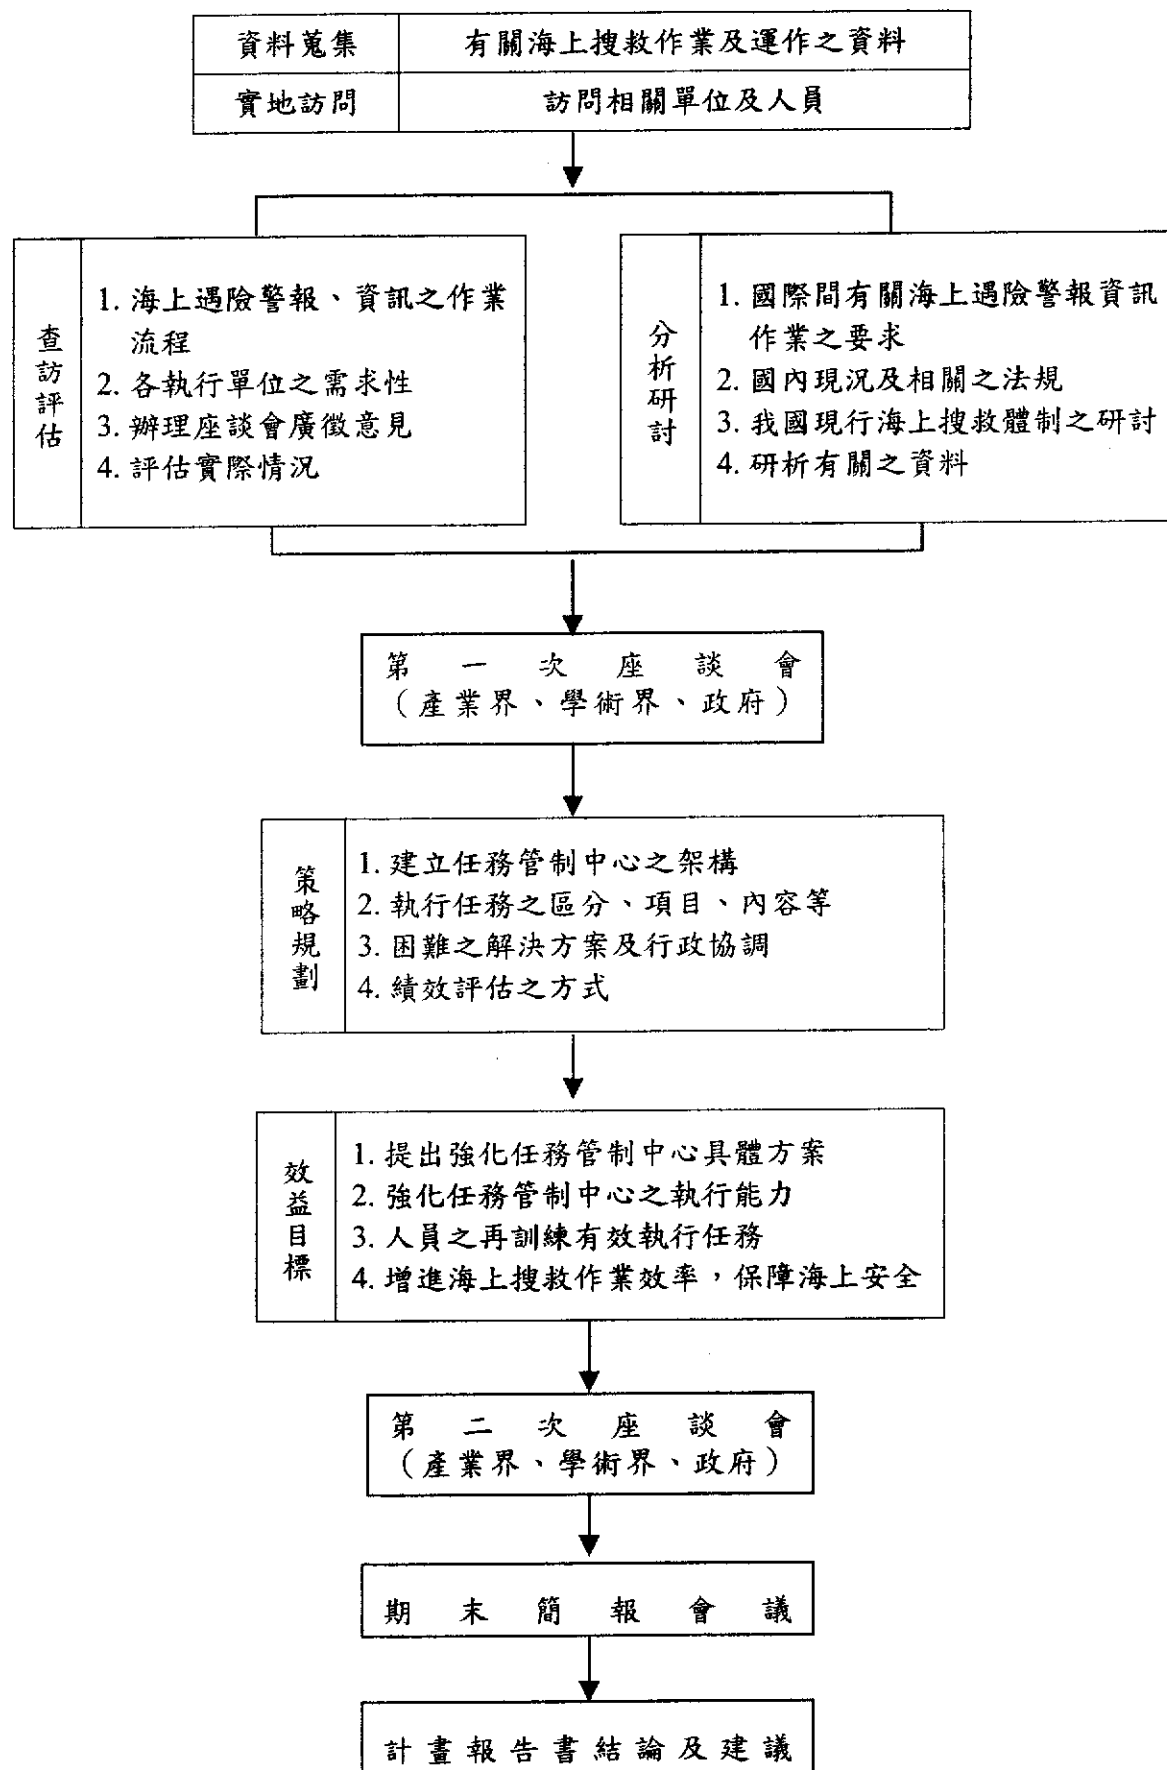 資料蒐集 有關海上搜救作業及運作之資料
實地訪問 訪問相關單位及人員
查訪評估
1. 海上遇險警報、資訊之作業
流程
2. 各執行單位之需求性
3. 辦理座談會廣徵意見
4. 評估實際情況
分析研討
1. 國際間有關海上遇險警報資訊
作業之要求
2. 國內現況及相關之法規
3. 我國現行海上搜救體制之研討
4. 研析有關之資料
第一次座談會
（產業界、學術界、政府）
策略規劃
1. 建立任務管制中心之架構
2. 執行任務之區分、項目、內容等
3. 困難之解決方案及行政協調
4. 績效評估之方式
效益目標
1. 提出強化任務管制中心具體方案
2. 強化任務管制中心之執行能力
3. 人員之再訓練有效執行任務
4. 增進海上搜救作業效率，保障海上安全
第二次座談會
（產業界、學術界、政府）
期末簡報會議
計畫報告書結論及建議